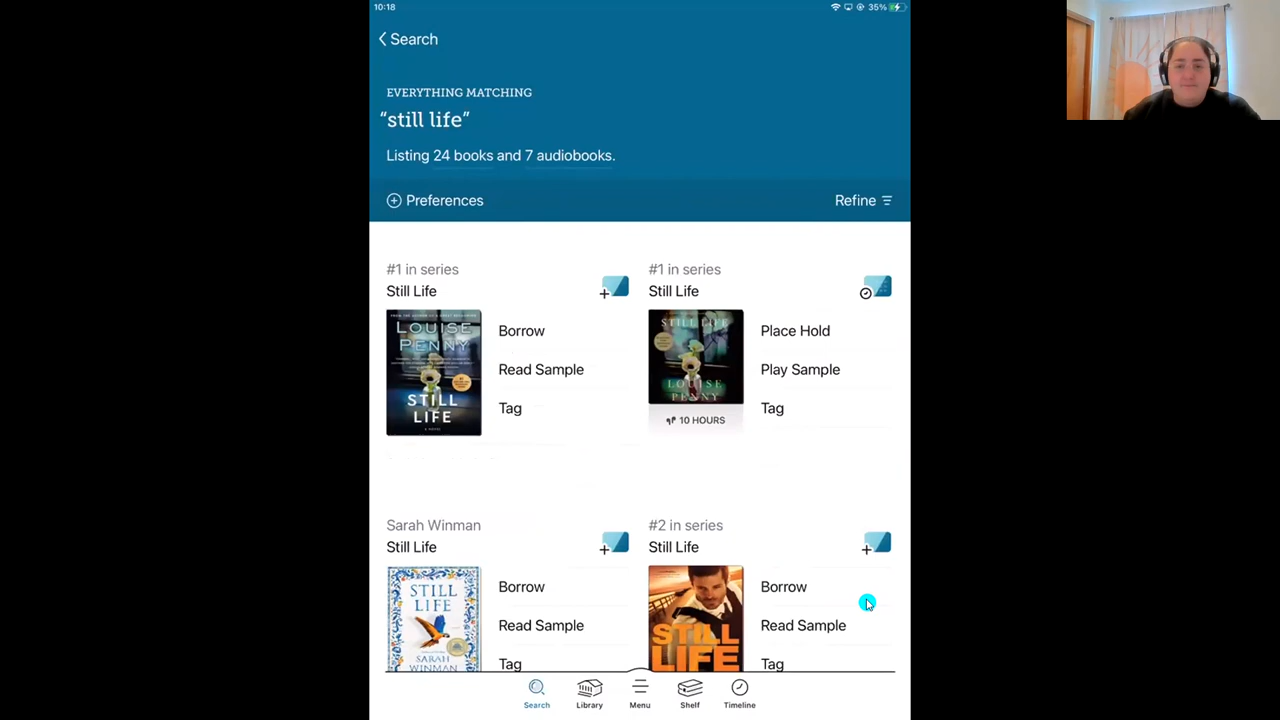 10:18
35%
Search
EVERYTHING MATCHING
“still life”
Listing 24 books and 7 audiobooks.
Preferences
Refine
#1 in series
Still Life
LOUISE
PENNY
STILL
LIFE
A NOVEL
Borrow
Read Sample
Tag
#1 in series
Still Life
STILL LIFE
LOUISE
PENNY
10 HOURS
Place Hold
Play Sample
Tag
Sarah Winman
Still Life
STILL
LIFE
SARAH
WINMAN
Borrow
Read Sample
Tag
#2 in series
Still Life
STILL
LIFE
Borrow
Read Sample
Tag
Search
Library
Menu
Shelf
Timeline